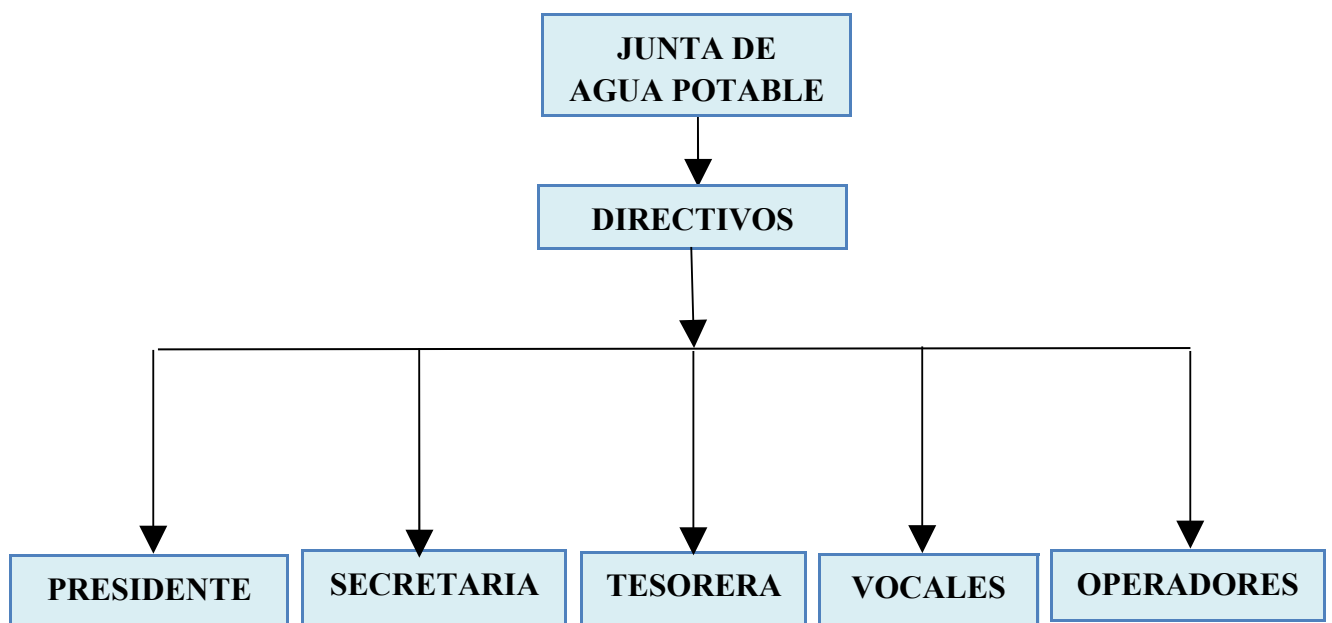 JUNTA DE
AGUA POTABLE
DIRECTIVOS
PRESIDENTE
SECRETARIA
TESORERA
VOCALES
OPERADORES